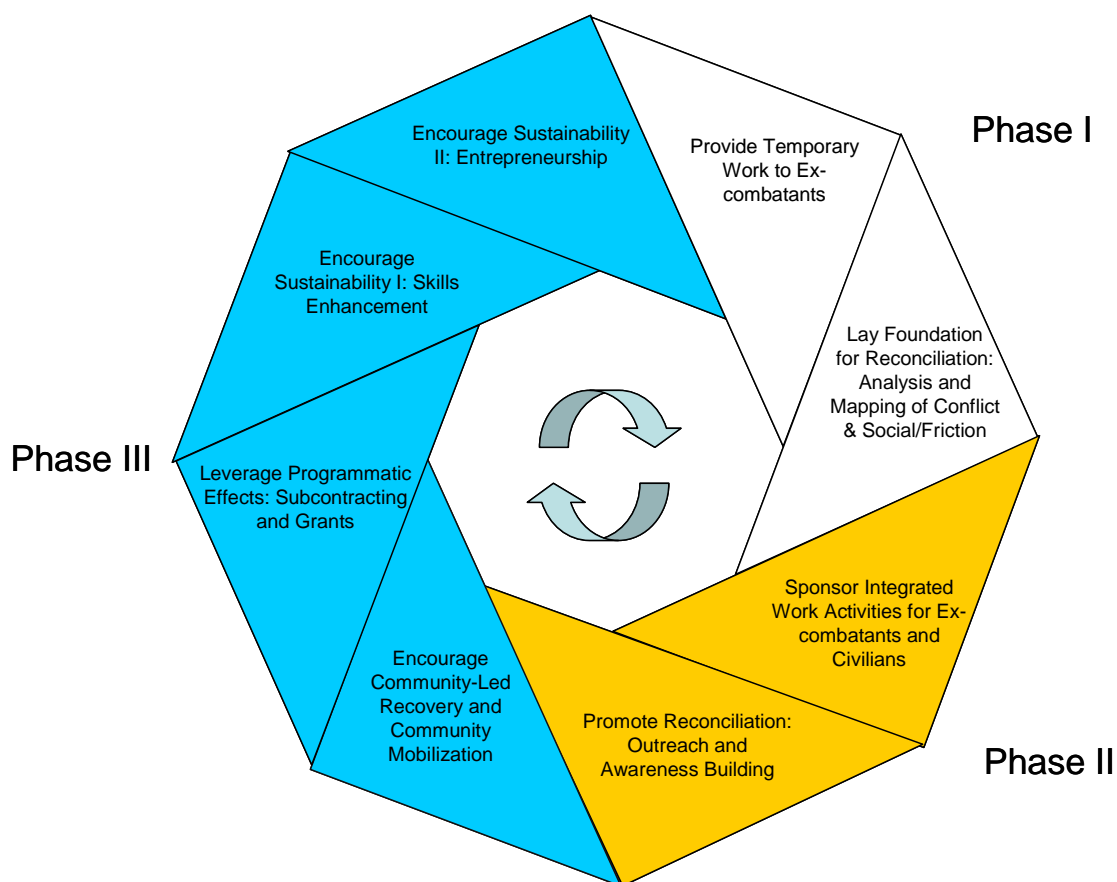 Phase I
Provide Temporary
Work to Ex-
combatants
Lay Foundation
for Reconciliation:
Analysis and
Mapping of Conflict
& Social/Friction
Phase II
Sponsor Integrated
Work Activities for Ex-
combatants and
Civilians
Promote Reconciliation:
Outreach and
Awareness Building
Phase III
Encourage
Community-Led
Recovery and
Community
Mobilization
Leverage Programmatic
Effects: Subcontracting
and Grants
Encourage
Sustainability I: Skills
Enhancement
Encourage Sustainability
II: Entrepreneurship